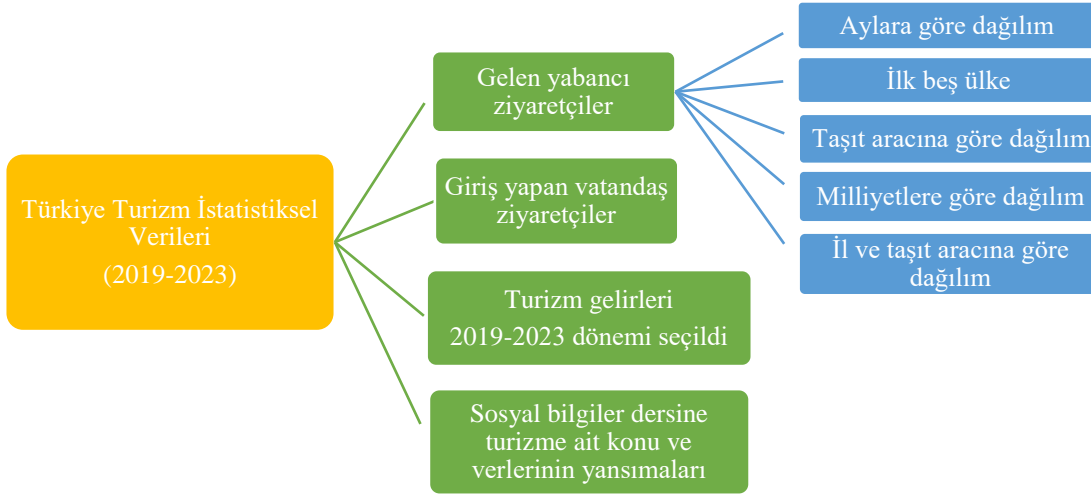 Türkiye Turizm İstatistiksel
Verileri
(2019-2023)
Gelen yabancı
ziyaretçiler
Aylara göre dağılım
İlk beş ülke
Taşıt aracına göre dağılım
Milliyetlere göre dağılım
İl ve taşıt aracına göre
dağılım
Giriş yapan vatandaş
ziyaretçiler
Turizm gelirleri
2019-2023 dönemi seçildi
Sosyal bilgiler dersine
turizme ait konu ve
verlerinin yansımaları